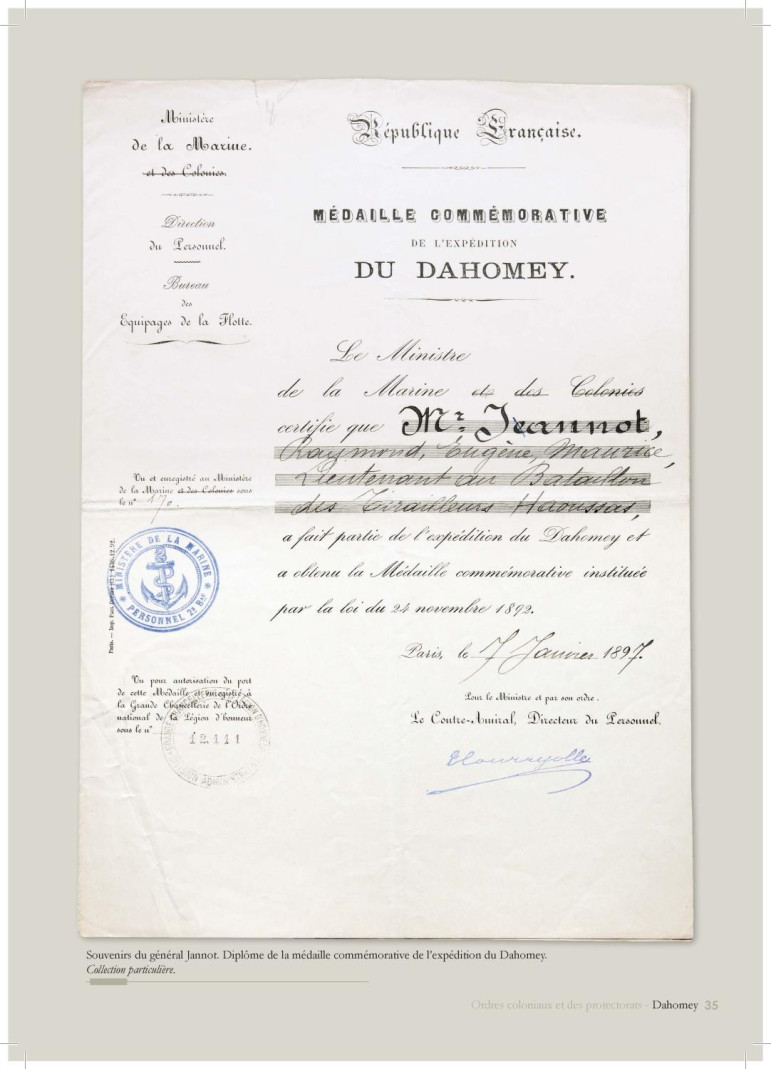 Ministère
de la Marine.
et des Colonies.
Direction
du Personnel.
Bureau
des
Equipages de la Flotte.
République Française.
MÉDAILLE COMMÉMORATIVE
DE L'EXPÉDITION
DU DAHOMEY.
Le Ministre
de la Marine et des Colonies
certifie que Mr. Jeannot,
Raymond, Eugène, Maurice,
Lieutenant au Bataillon
des Tirailleurs Haoussas,
a fait partie de l'expédition du Dahomey et
a obtenu la Médaille commémorative instituée
par la loi du 24 novembre 1892.
Paris, le 7 Janvier 1897.
Pour le Ministre et par son ordre.
Le Contre-Amiral, Directeur du Personnel,
Vu et enregistré au Ministère
de la Marine et des Colonies sous
le no 170.
MINISTÈRE DE LA MARINE
PERSONNEL 2e Bau
Vu pour autorisation du port
de cette Médaille et enregistré à
la Grande Chancellerie de l'Ordre
national de la Légion d'honneur
sous le no
12411
Souvenirs du général Jannot. Diplôme de la médaille commémorative de l'expédition du Dahomey.
Collection particulière.
Ordres coloniaux et des protectorats - Dahomey 35